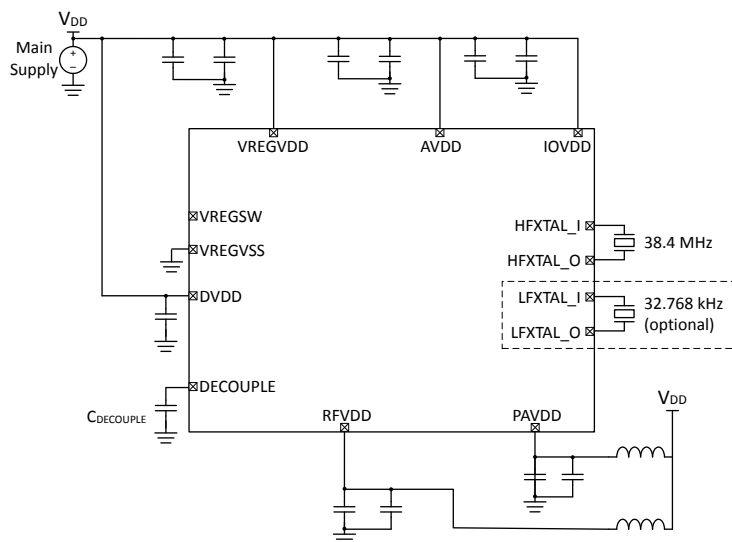 VDD
Main
Supply
+
−
VREGVDD
AVDD
IOVDD
VREGSW
VREGVSS
DVDD
DECOUPLE
CDECOUPLE
HFXTAL_I
HFXTAL_O
38.4 MHz
LFXTAL_I
LFXTAL_O
32.768 kHz
(optional)
RFVDD
PAVDD
VDD